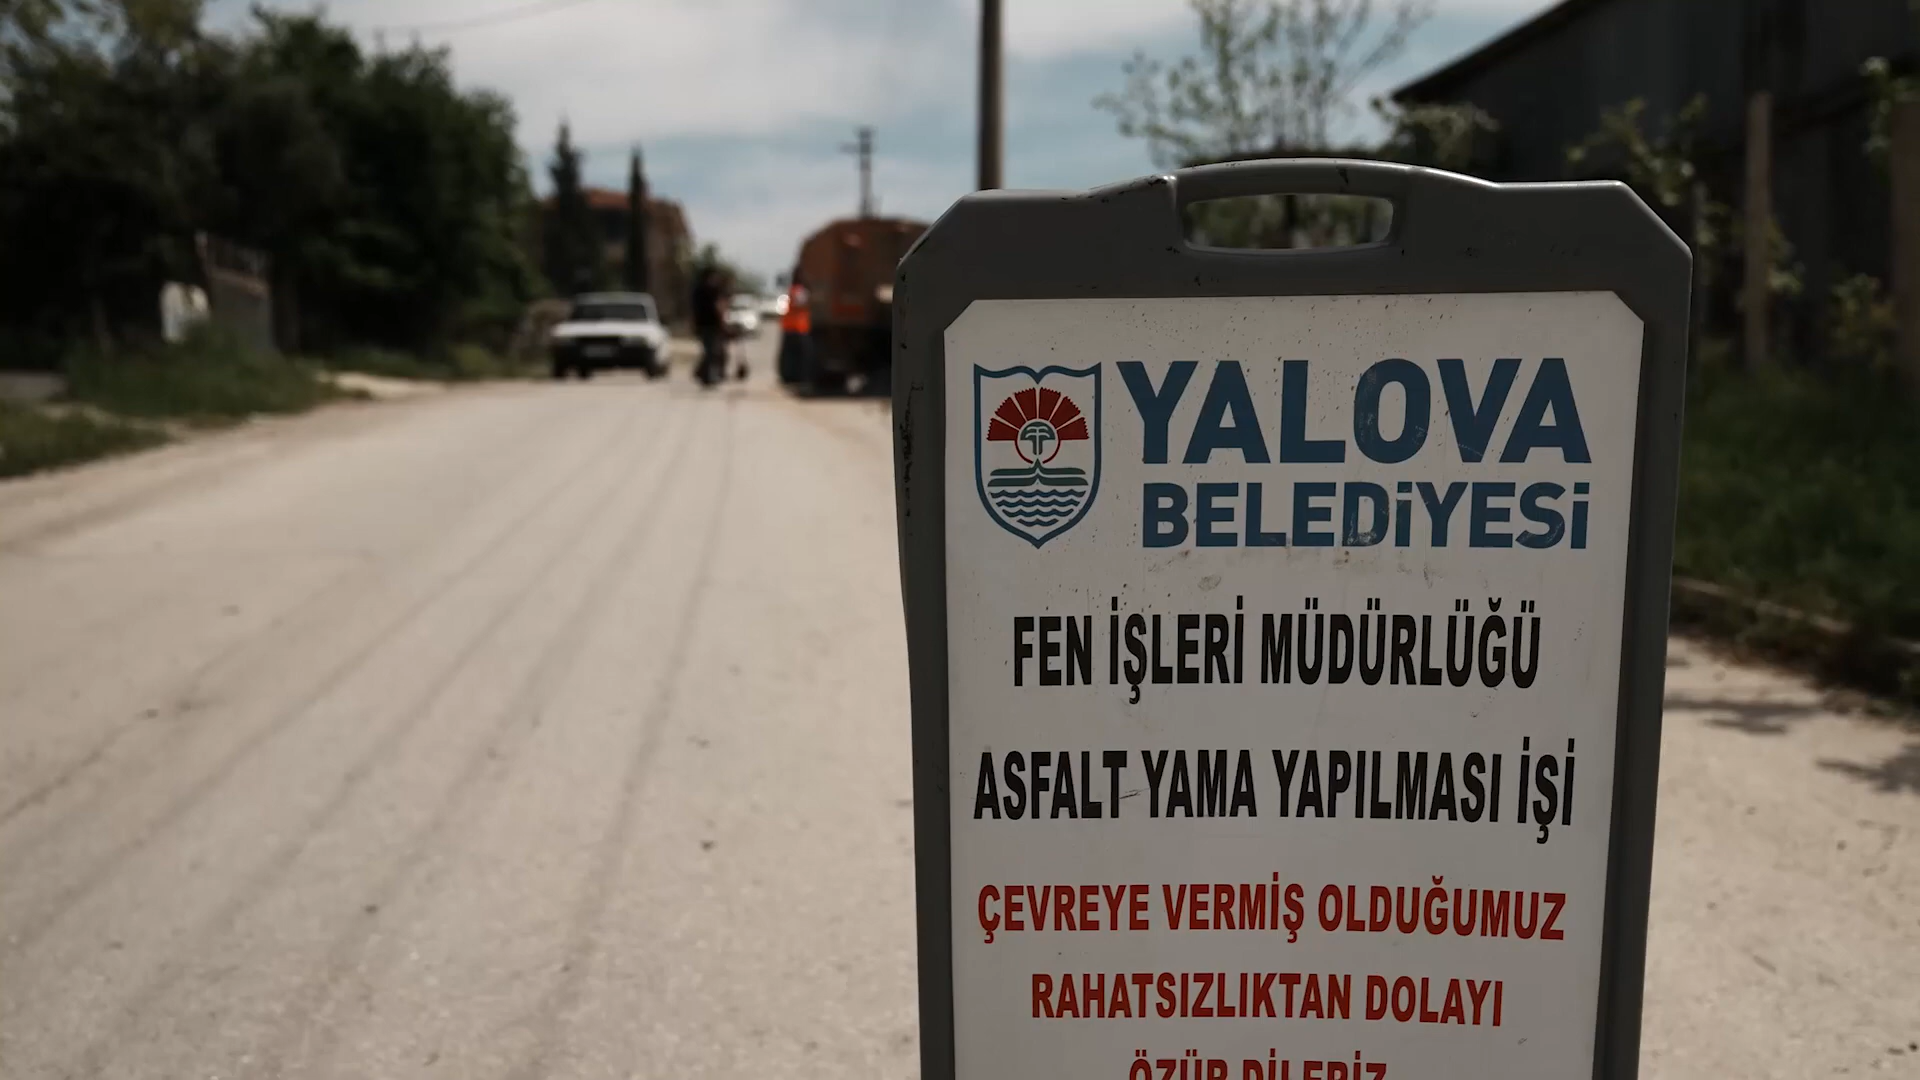 YALOVA
BELEDİYESİ
FEN İŞLERİ MÜDÜRLÜĞÜ
ASFALT YAMA YAPILMASI İŞİ
ÇEVREYE VERMİŞ OLDUĞUMUZ
RAHATSIZLIKTAN DOLAYI
ÖZÜR DİLERİZ